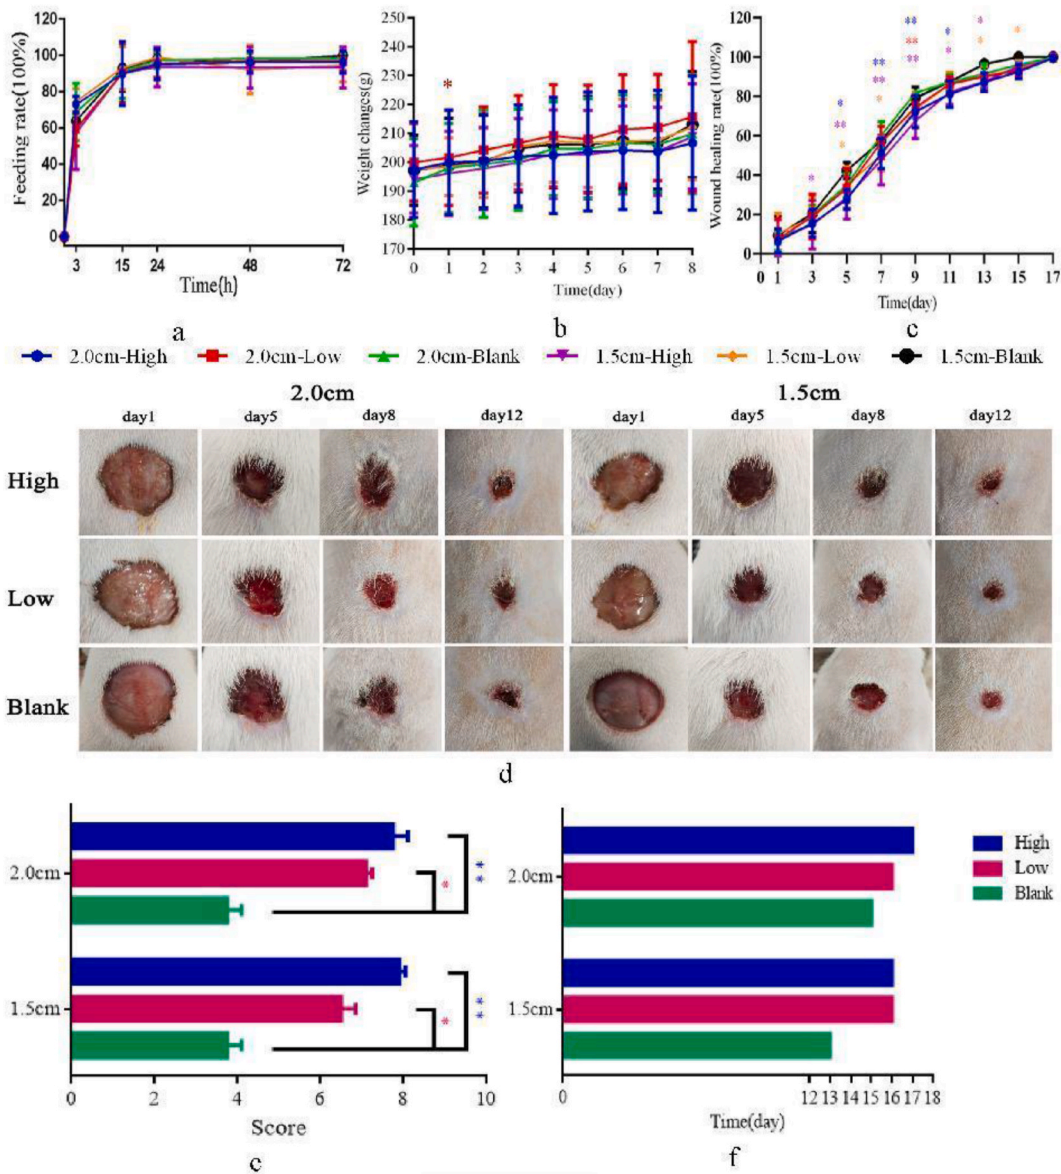 Feeding rate(100%)
120
100
80
60
40
20
0
3 15 24 48 72
Time(h)
a
Weight changes(g)
250
240
230
220
210
200
190
180
170
*
0 1 2 3 4 5 6 7 8
Time(day)
b
Wound healing rate(100%)
120
100
80
60
40
20
0
* ** * ** * ** * ** ** ** * * * * *
0 1 3 5 7 9 11 13 15 17
Time(day)
c
2.0cm-High 2.0cm-Low 2.0cm-Blank 1.5cm-High 1.5cm-Low 1.5cm-Blank
2.0cm 1.5cm
day1 day5 day8 day12 day1 day5 day8 day12
High
Low
Blank
d
2.0cm
1.5cm
* **
* **
0 2 4 6 8 10
Score
e
2.0cm
1.5cm
0 12 13 14 15 16 17 18
Time(day)
f
High
Low
Blank